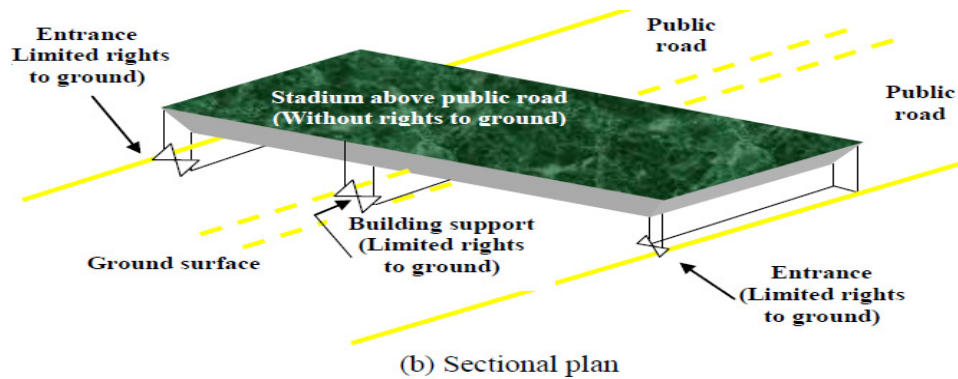 Entrance
Limited rights
to ground)
Public
road
Public
road
Stadium above public road
(Without rights to ground)
Building support
(Limited rights
to ground)
Ground surface
Entrance
(Limited rights
to ground)
(b) Sectional plan